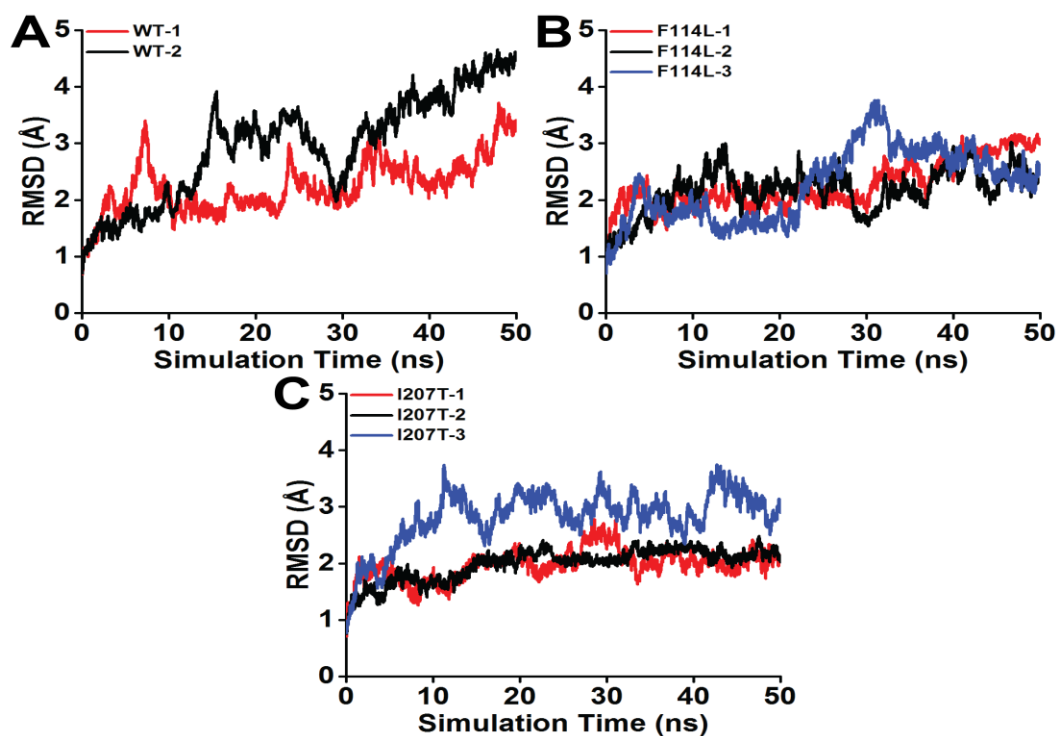 A
WT-1
WT-2
RMSD (Å)
5
4
3
2
1
0
0 10 20 30 40 50
Simulation Time (ns)
B
F114L-1
F114L-2
F114L-3
RMSD (Å)
5
4
3
2
1
0
0 10 20 30 40 50
Simulation Time (ns)
C
I207T-1
I207T-2
I207T-3
RMSD (Å)
5
4
3
2
1
0
0 10 20 30 40 50
Simulation Time (ns)